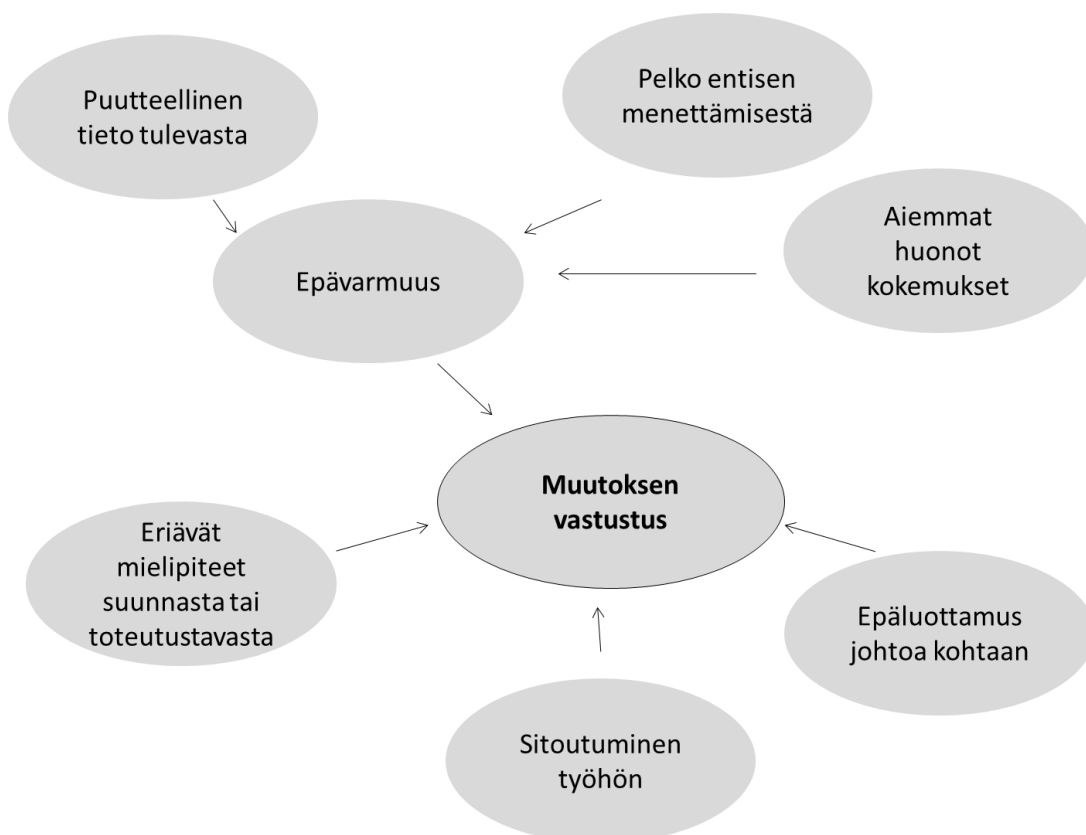 Puutteellinen
tieto tulevasta
Pelko entisen
menettämisestä
Aiemmat
huonot
kokemukset
Epävarmuus
Muutoksen
vastustus
Eriävät
mielipiteet
suunnasta tai
toteutustavasta
Epäluottamus
johtoa kohtaan
Sitoutuminen
työhön